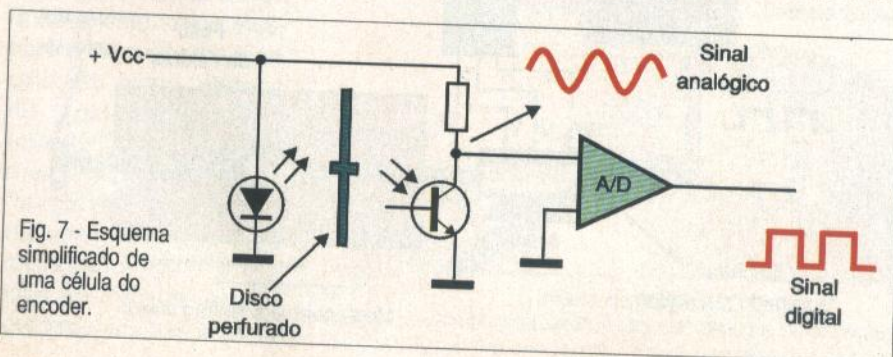 + Vcc
Sinal
analógico
A/D
Fig. 7 - Esquema
simplificado de
uma célula do
encoder.
Disco
perfurado
Sinal
digital